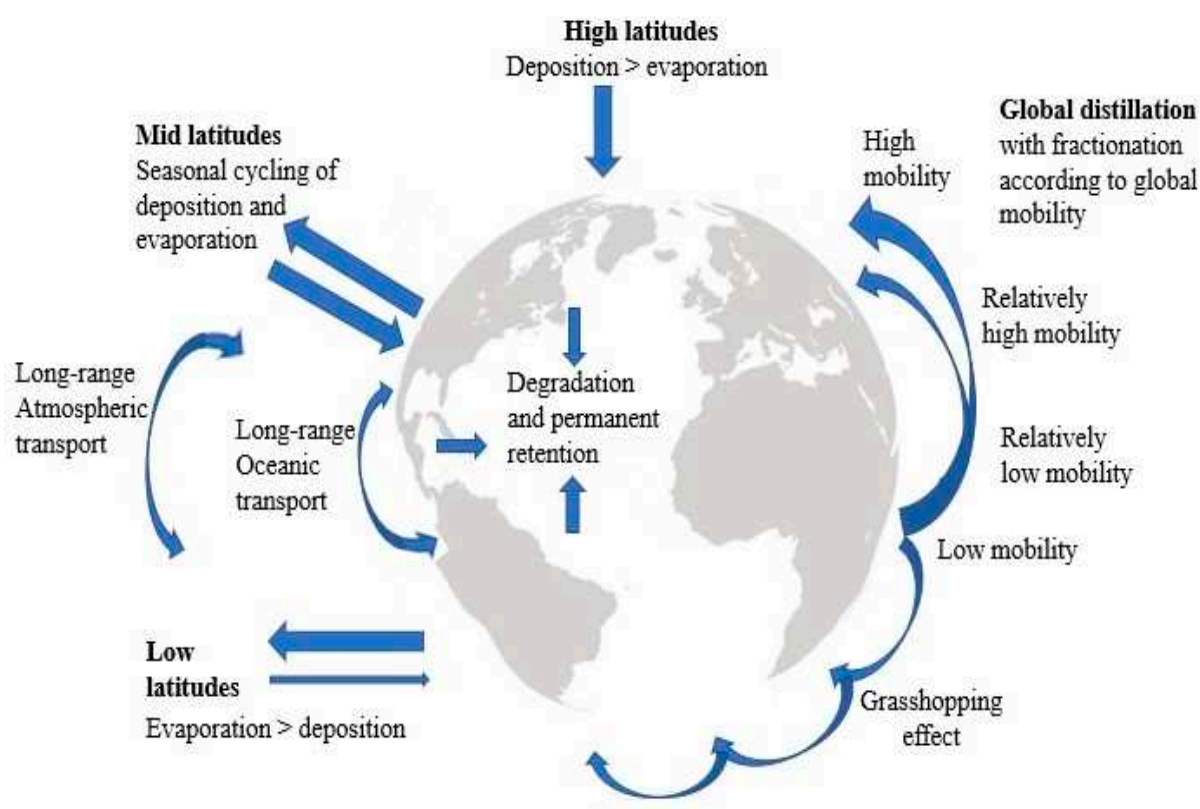 High latitudes
Deposition > evaporation
Mid latitudes
Seasonal cycling of
deposition and
evaporation
High
mobility
Global distillation
with fractionation
according to global
mobility
Relatively
high mobility
Long-range
Atmospheric
transport
Long-range
Oceanic
transport
Degradation
and permanent
retention
Relatively
low mobility
Low mobility
Low
latitudes
Evaporation > deposition
Grasshopping
effect